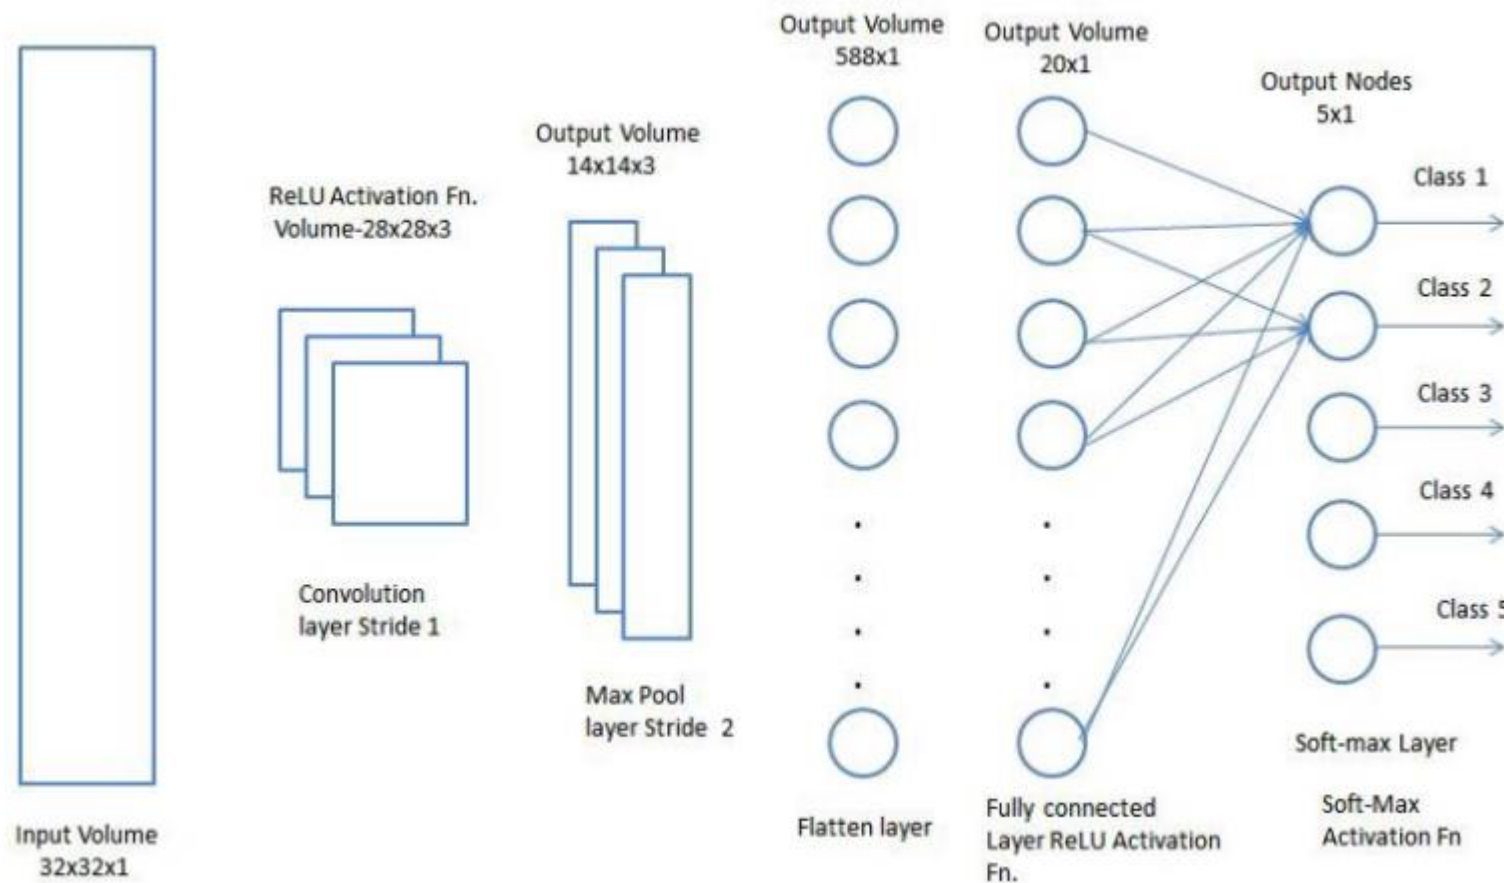 Input Volume
32x32x1
ReLU Activation Fn.
Volume-28x28x3
Convolution
layer Stride 1
Output Volume
14x14x3
Max Pool
layer Stride 2
Output Volume
588x1
Flatten layer
Output Volume
20x1
Fully connected
Layer ReLU Activation
Fn.
Output Nodes
5x1
Class 1
Class 2
Class 3
Class 4
Class 5
Soft-max Layer
Soft-Max
Activation Fn